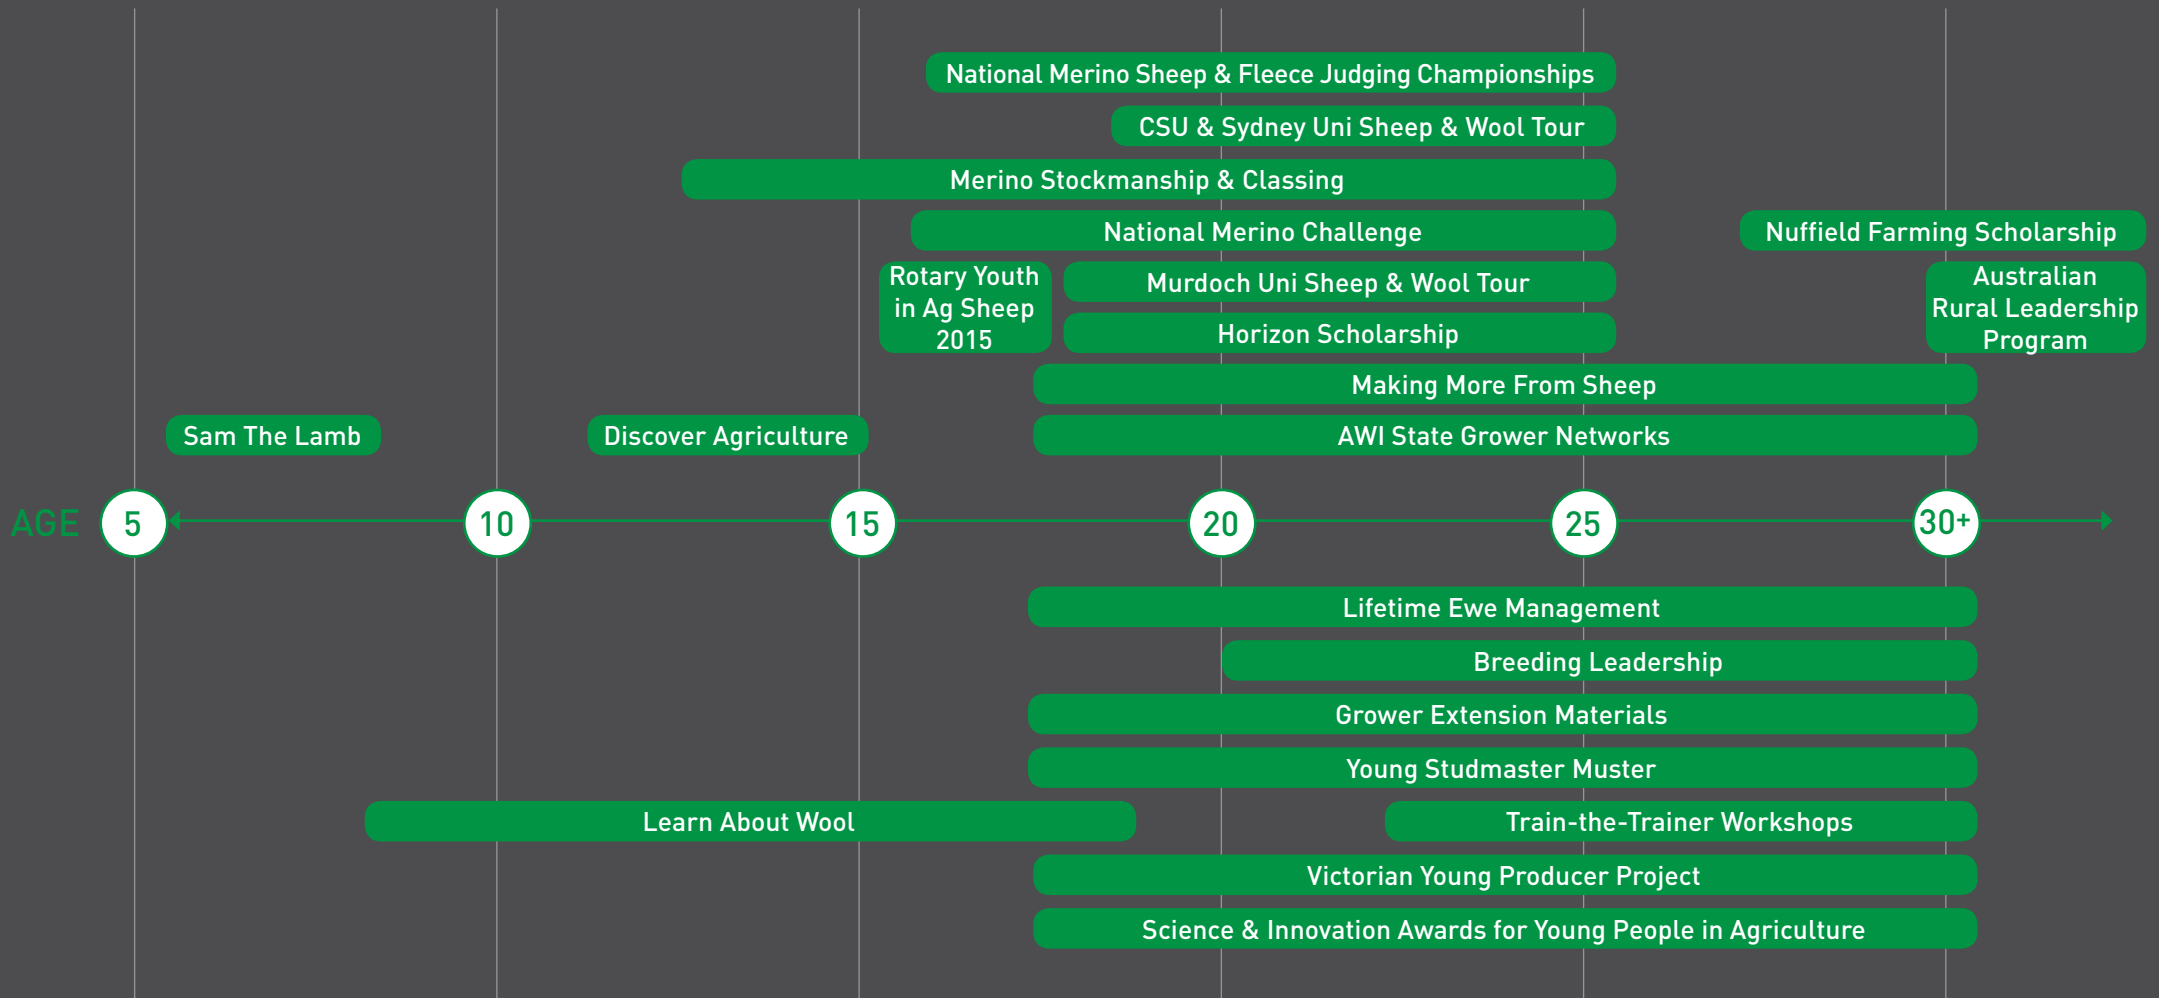 National Merino Sheep & Fleece Judging Championships
CSU & Sydney Uni Sheep & Wool Tour
Merino Stockmanship & Classing
National Merino Challenge
Nuffield Farming Scholarship
Rotary Youth
in Ag Sheep
2015
Murdoch Uni Sheep & Wool Tour
Horizon Scholarship
Australian
Rural Leadership
Program
Making More From Sheep
Sam The Lamb
Discover Agriculture
AWI State Grower Networks
AGE 5 10 15 20 25 30+
Lifetime Ewe Management
Breeding Leadership
Grower Extension Materials
Young Studmaster Muster
Learn About Wool
Train-the-Trainer Workshops
Victorian Young Producer Project
Science & Innovation Awards for Young People in Agriculture